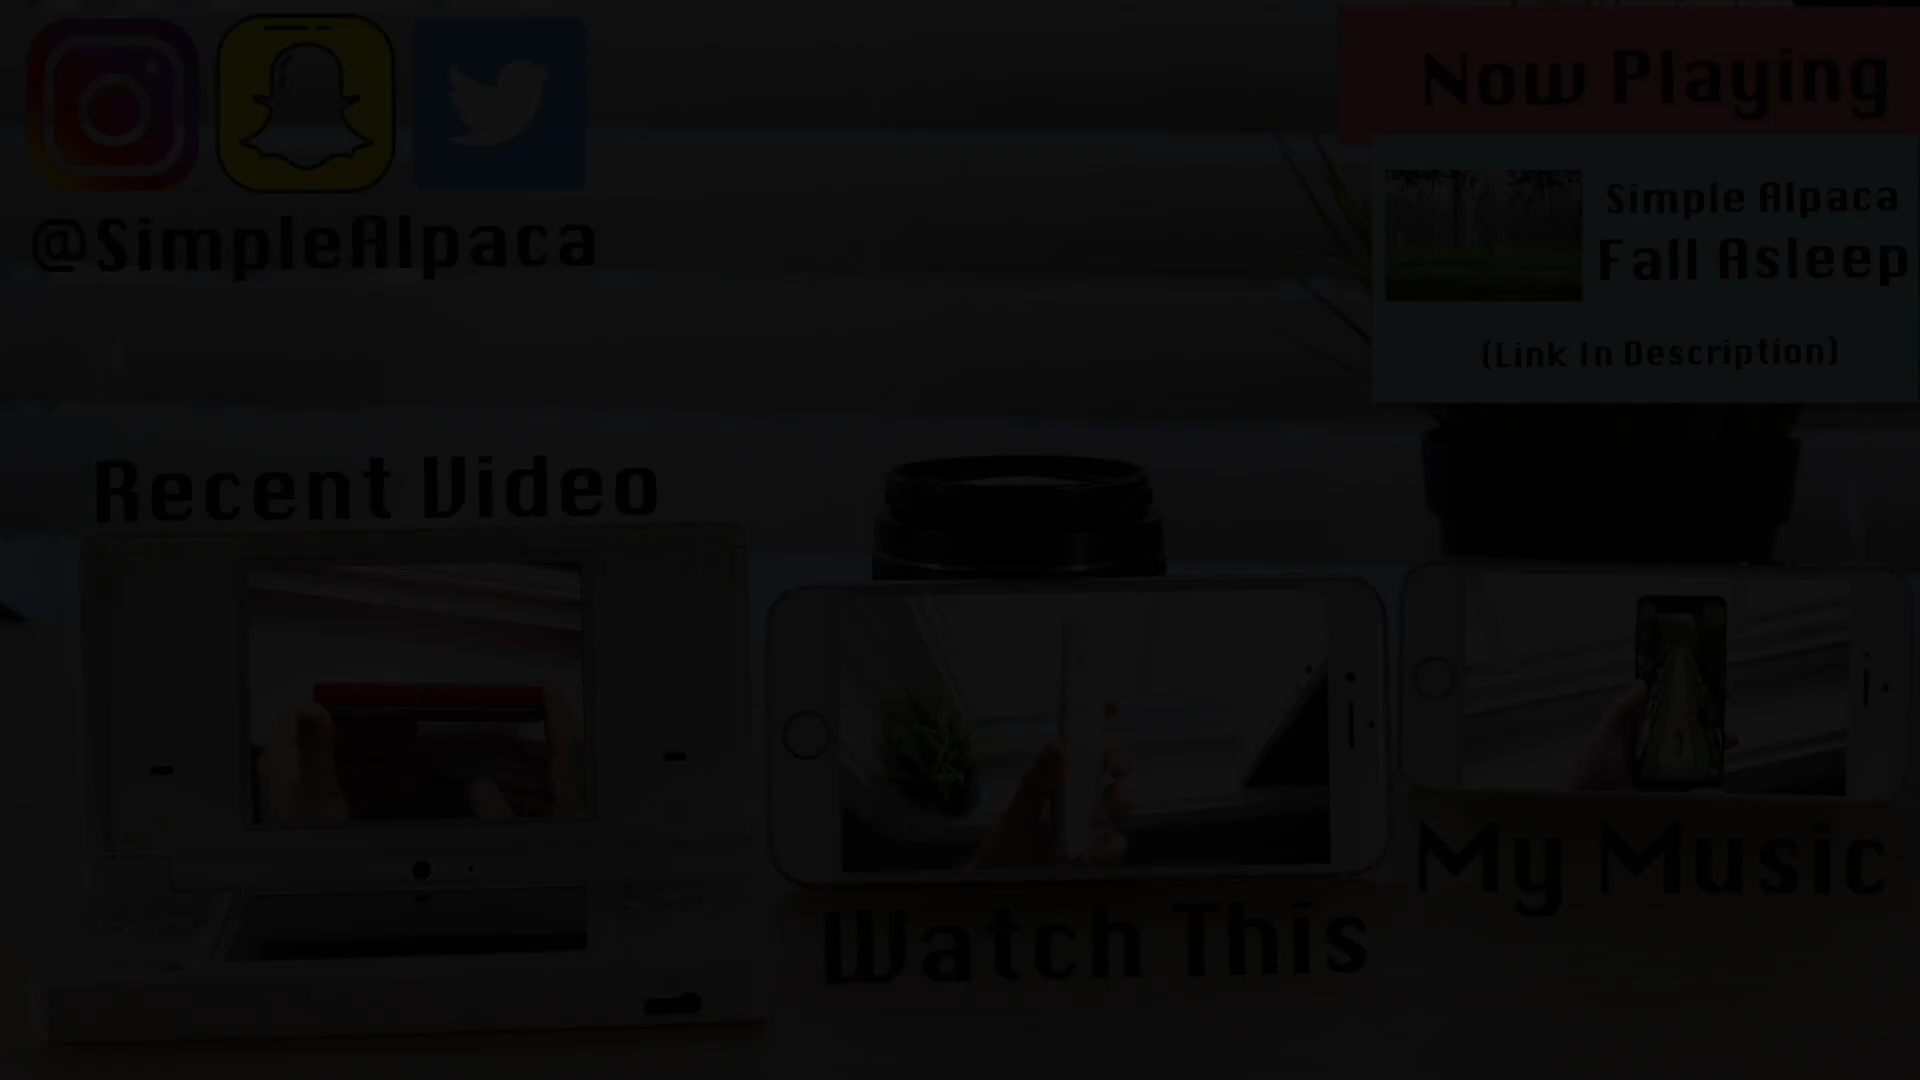 Now Playing
@SimpleAlpaca
Simple Alpaca
Fall Asleep
(Link In Description)
Recent Video
Watch This
My Music